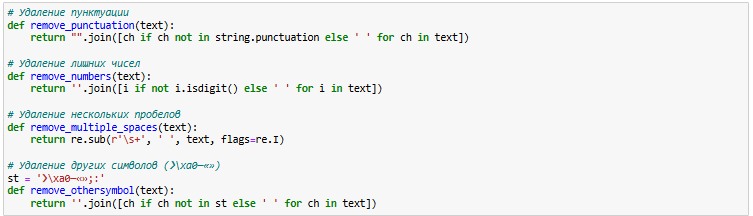 # Удаление пунктуации
def remove_punctuation(text):
    return "".join([ch if ch not in string.punctuation else ' ' for ch in text])
# Удаление лишних чисел
def remove_numbers(text):
    return ''.join([i if not i.isdigit() else ' ' for i in text])
# Удаление нескольких пробелов
def remove_multiple_spaces(text):
    return re.sub(r'\s+', ' ', text, flags=re.I)
# Удаление других символов (❯\xa0—«»)
st = '❯\xa0—«»;:'
def remove_othersymbol(text):
    return ''.join([ch if ch not in st else ' ' for ch in text])